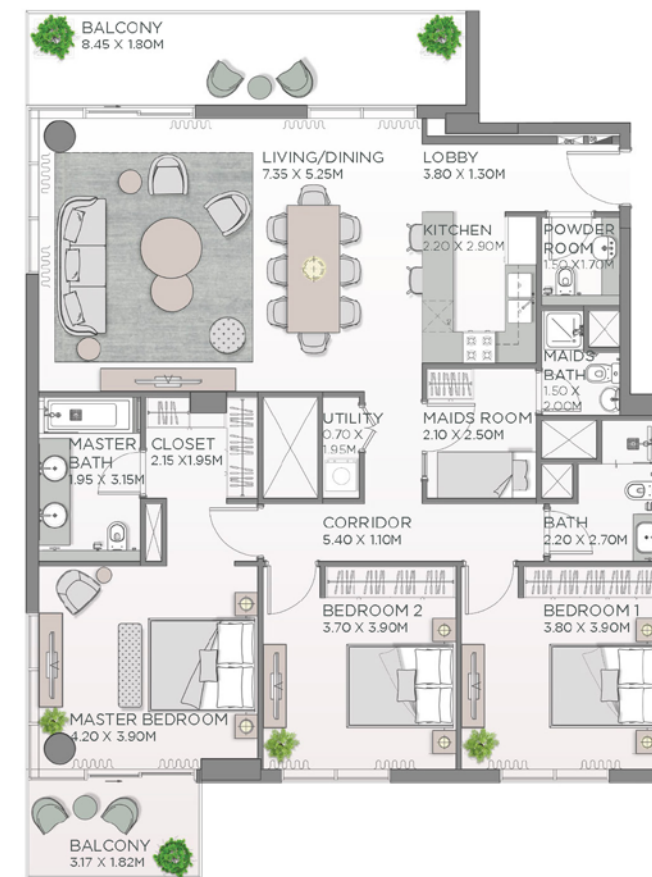 BALCONY
8.45 X 1.80M
LIVING/DINING
7.35 X 5.25M
LOBBY
3.80 X 1.30M
KITCHEN
2.20 X 2.90M
POWDER
ROOM
1.50 X1.70M
MAIDS
BATH
1.50 X
2.00M
MASTER
BATH
1.95 X 3.15M
CLOSET
2.15 X1.95M
UTILITY
0.70 X
1.95M
MAIDS ROOM
2.10 X 2.50M
CORRIDOR
5.40 X 1.10M
BATH
2.20 X 2.70M
BEDROOM 2
3.70 X 3.90M
BEDROOM 1
3.80 X 3.90M
MASTER BEDROOM
4.20 X 3.90M
BALCONY
3.17 X 1.82M